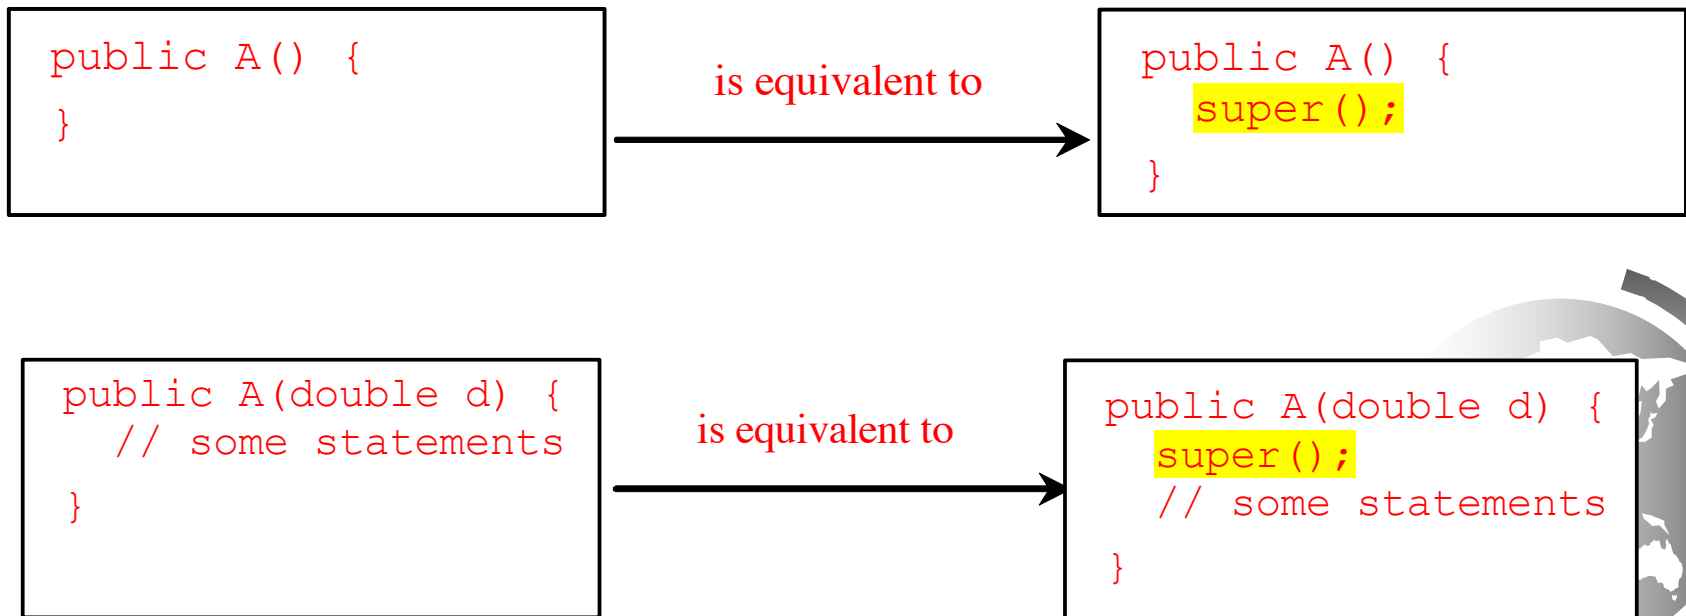 public A() {
}
is equivalent to
public A() {
super();
}
public A(double d) {
// some statements
}
is equivalent to
public A(double d) {
super();
// some statements
}